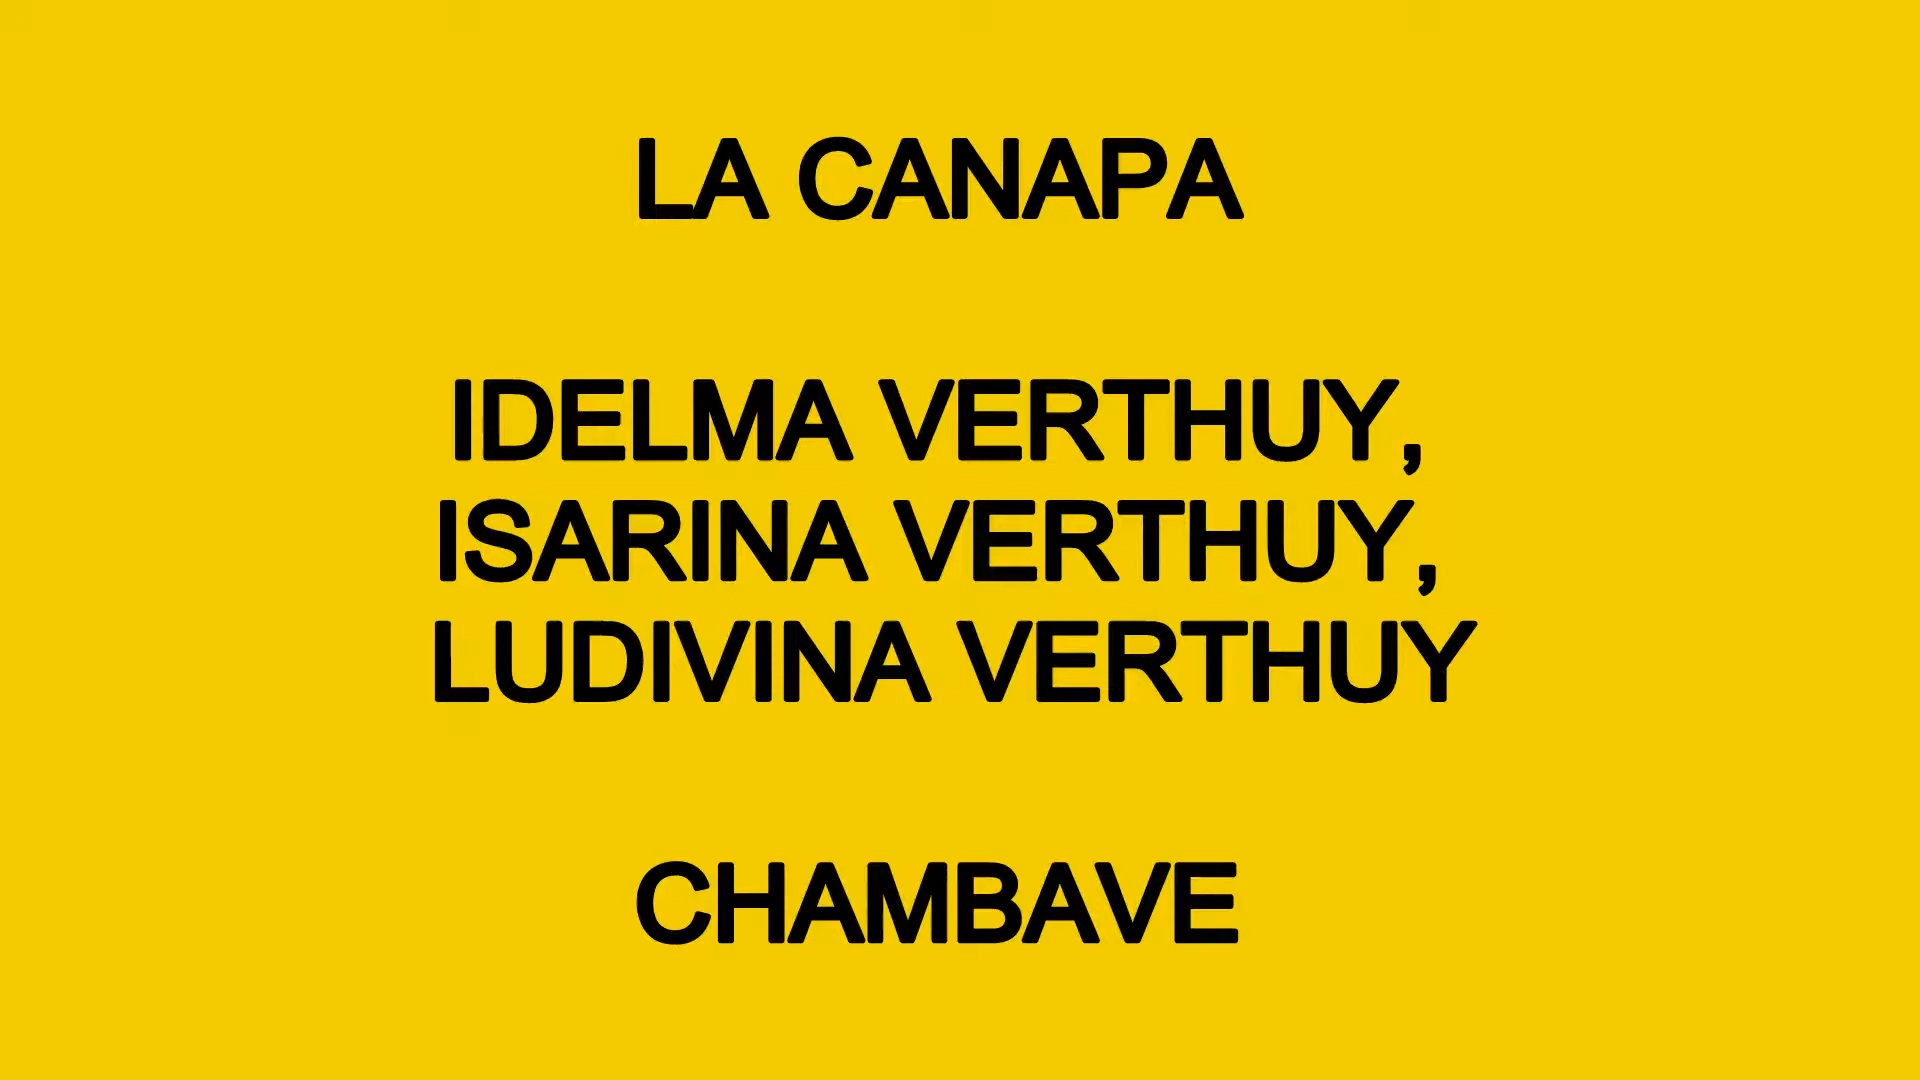 LA CANAPA
IDELMA VERTHUY,
ISARINA VERTHUY,
LUDIVINA VERTHUY
CHAMBAVE